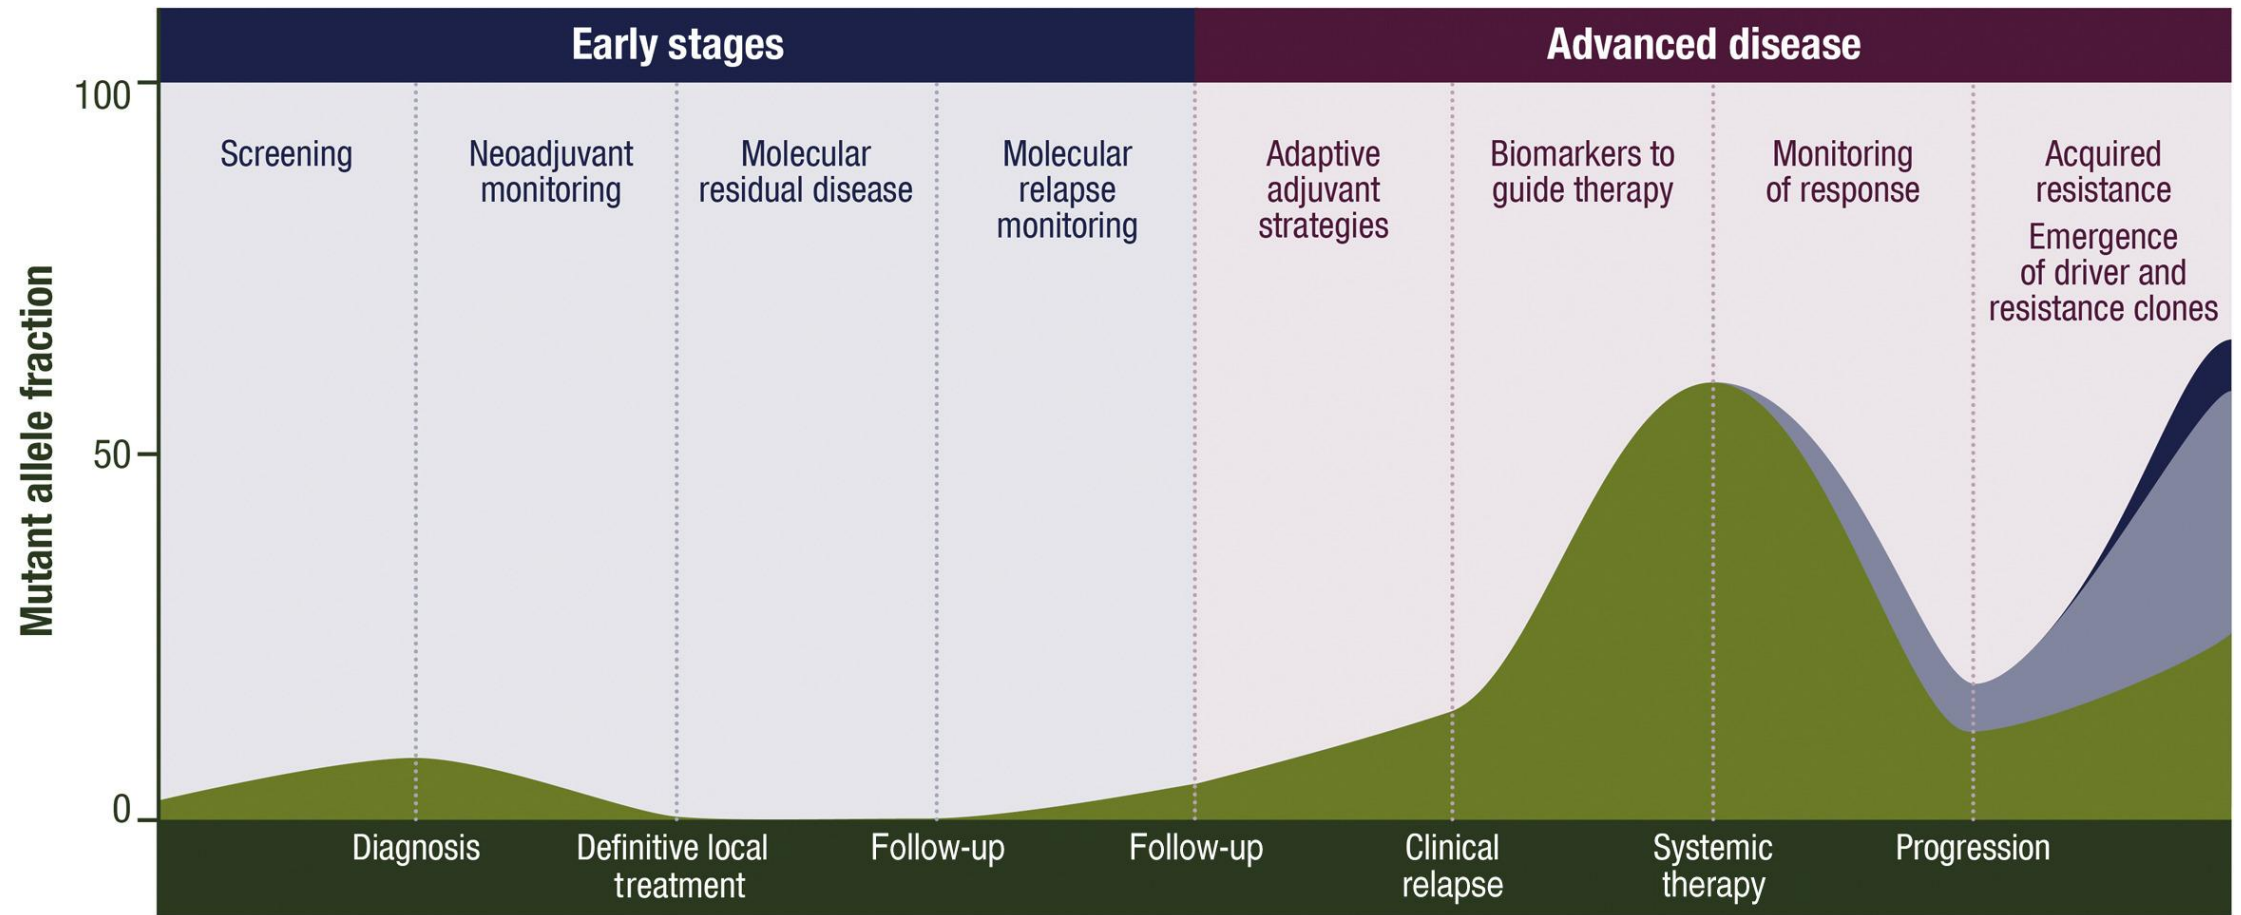 Early stages
Advanced disease
100
50
0
Mutant allele fraction
Screening
Neoadjuvant
monitoring
Molecular
residual disease
Molecular
relapse
monitoring
Adaptive
adjuvant
strategies
Biomarkers to
guide therapy
Monitoring
of response
Acquired
resistance
Emergence
of driver and
resistance clones
Diagnosis
Definitive local
treatment
Follow-up
Follow-up
Clinical
relapse
Systemic
therapy
Progression